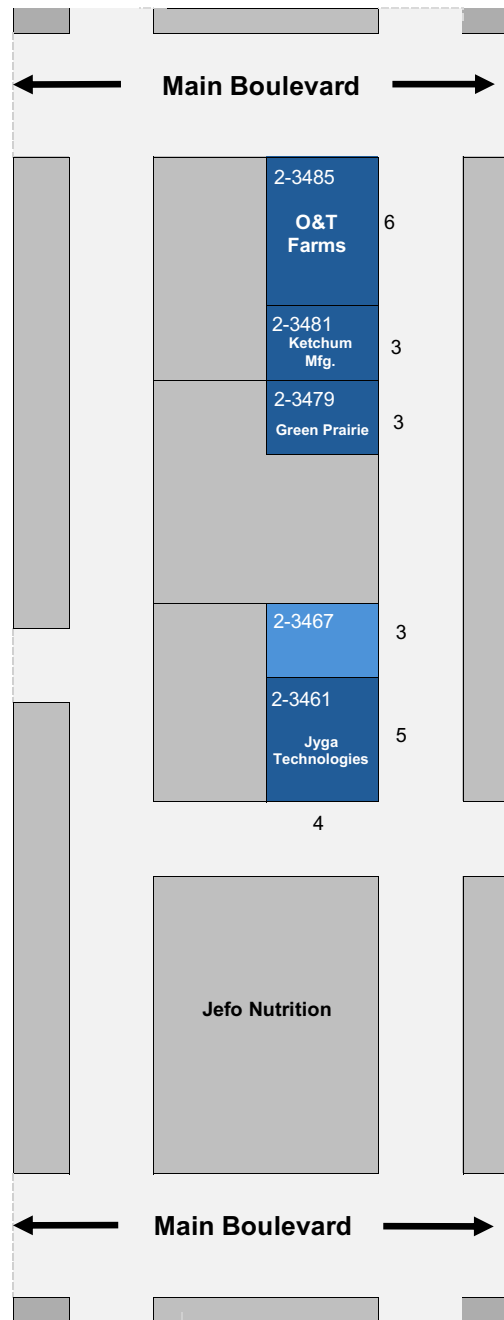 Main Boulevard
2-3485
O&T
Farms
6
2-3481
Ketchum
Mfg.
3
2-3479
Green Prairie
3
2-3467
3
2-3461
Jyga
Technologies
5
4
Jefo Nutrition
Main Boulevard